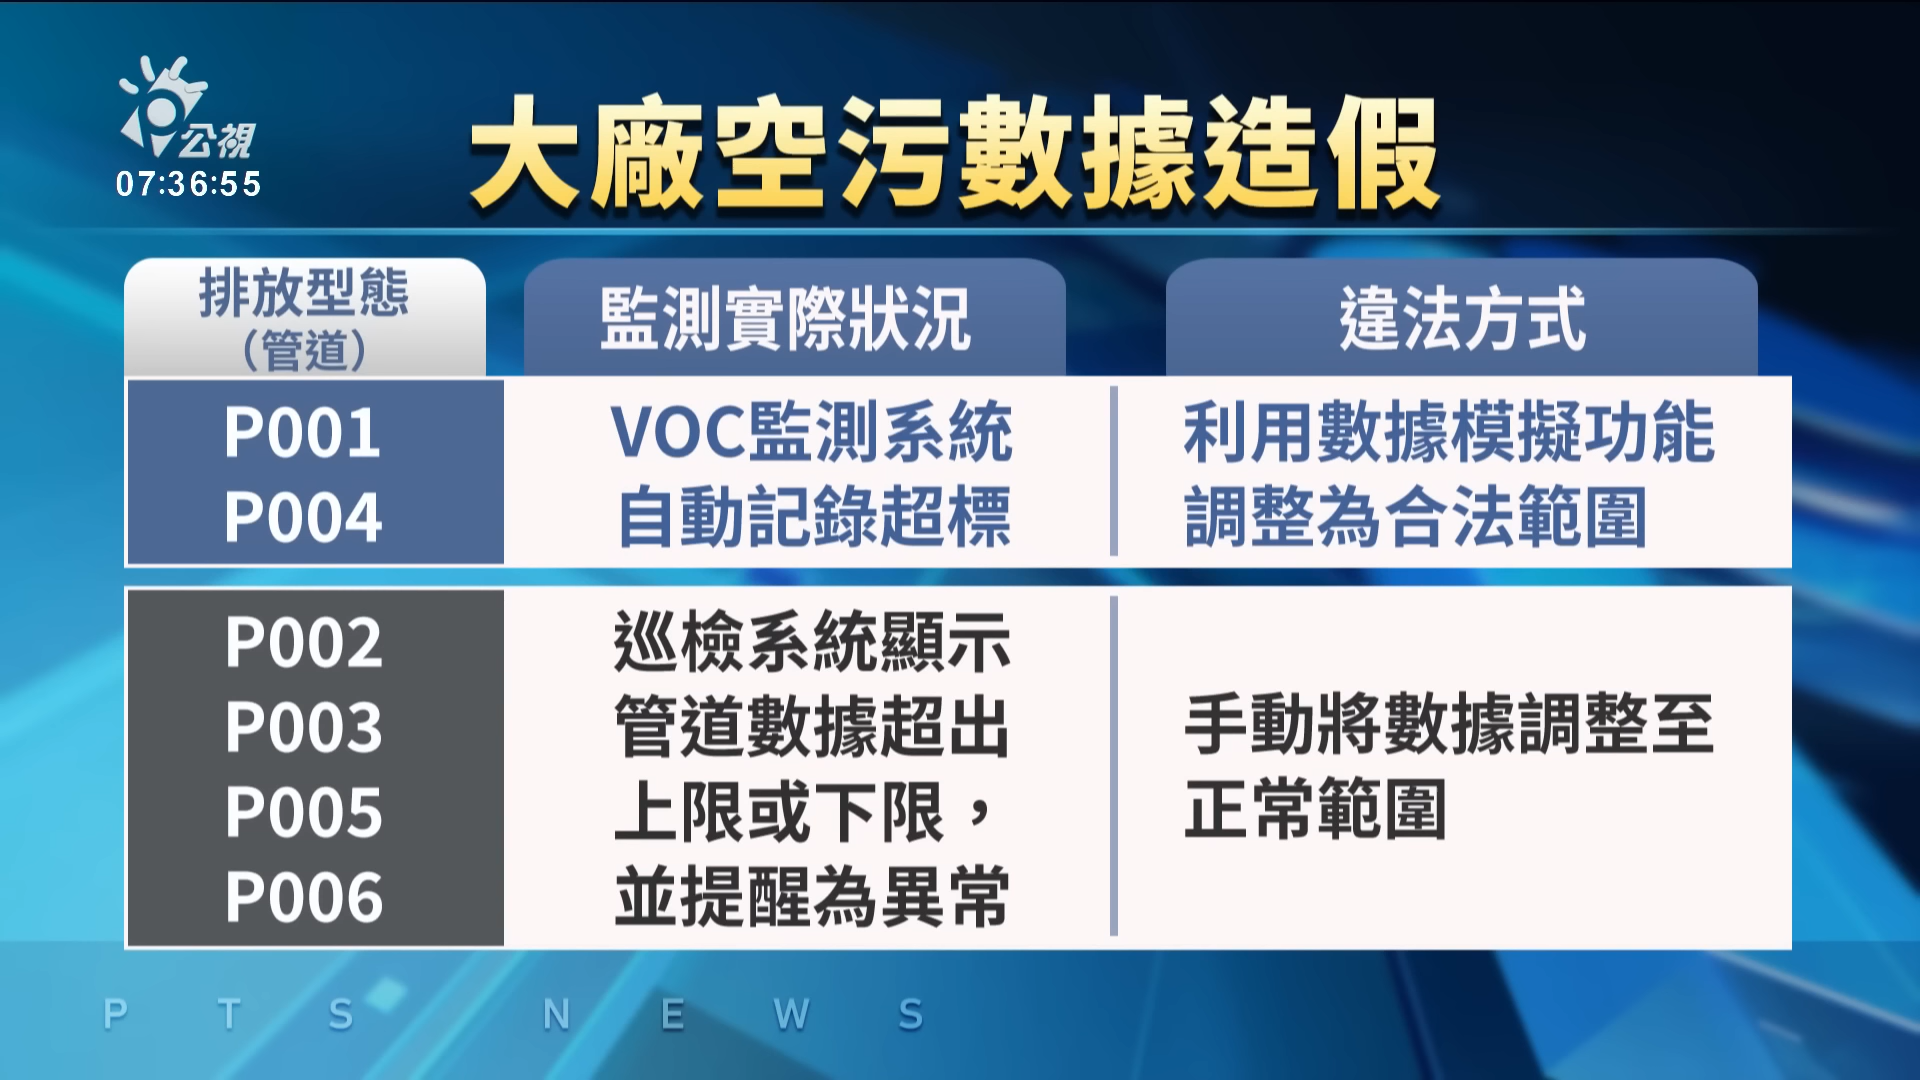 公視
07:36:55
大廠空污數據造假
排放型態
（管道）
監測實際狀況
違法方式
P001
P004
VOC監測系統
自動記錄超標
利用數據模擬功能
調整為合法範圍
P002
P003
P005
P006
巡檢系統顯示
管道數據超出
上限或下限，
並提醒為異常
手動將數據調整至
正常範圍
PTS NEWS